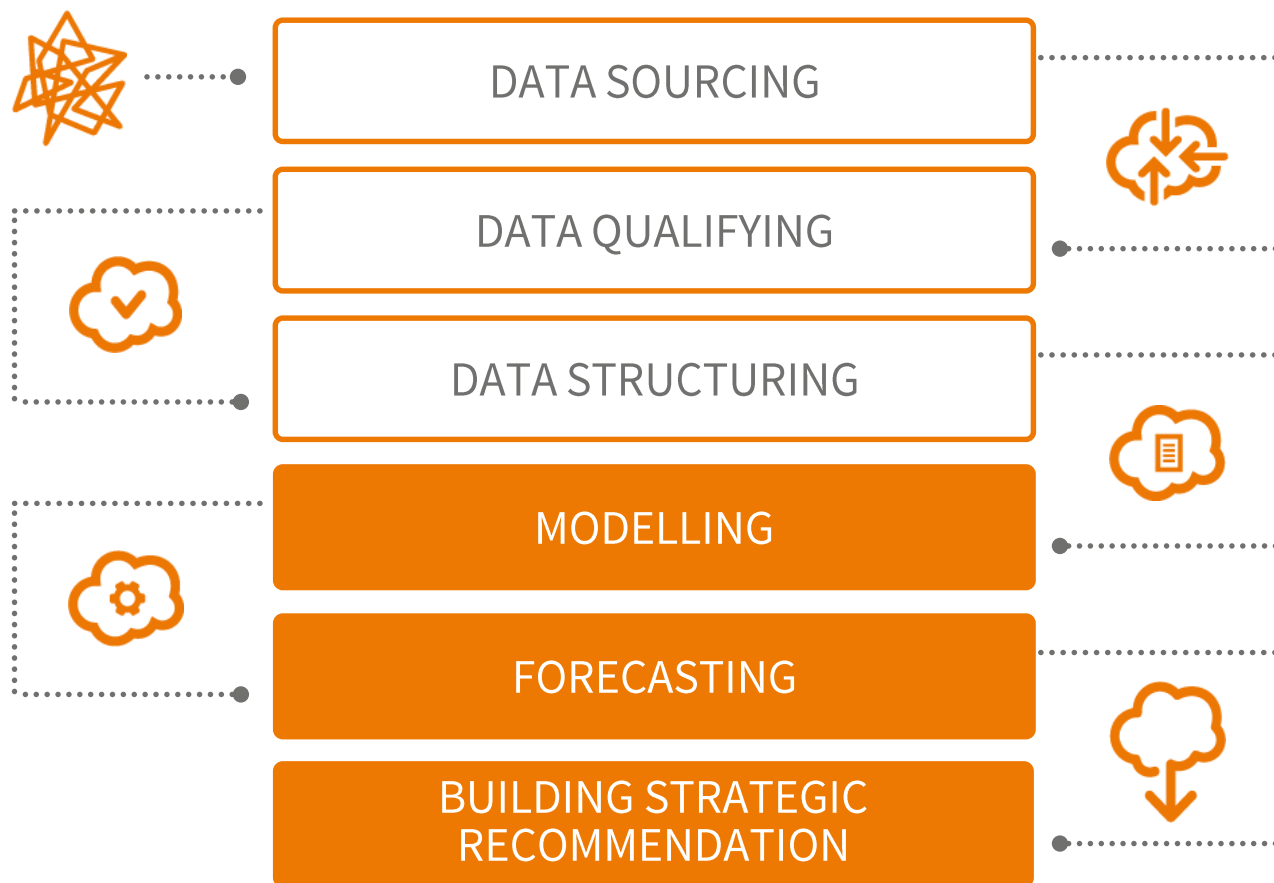 DATA SOURCING
DATA QUALIFYING
DATA STRUCTURING
MODELLING
FORECASTING
BUILDING STRATEGIC
RECOMMENDATION